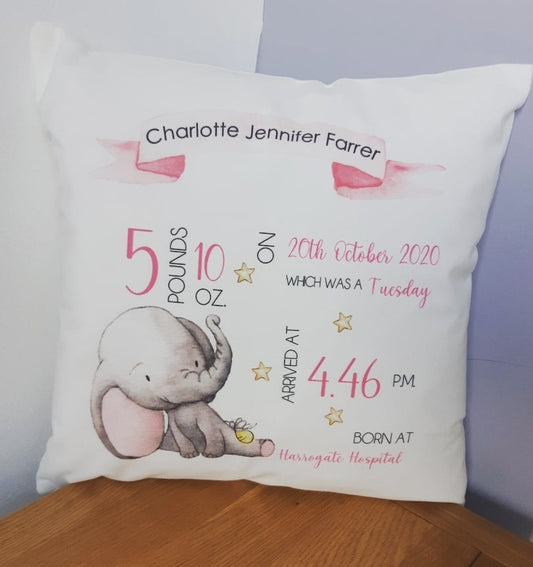 Charlotte Jennifer Farrer
5 POUNDS 10 OZ.
ON 20th October 2020
WHICH WAS A Tuesday
ARRIVED AT 4.46 P.M.
BORN AT
Harrogate Hospital